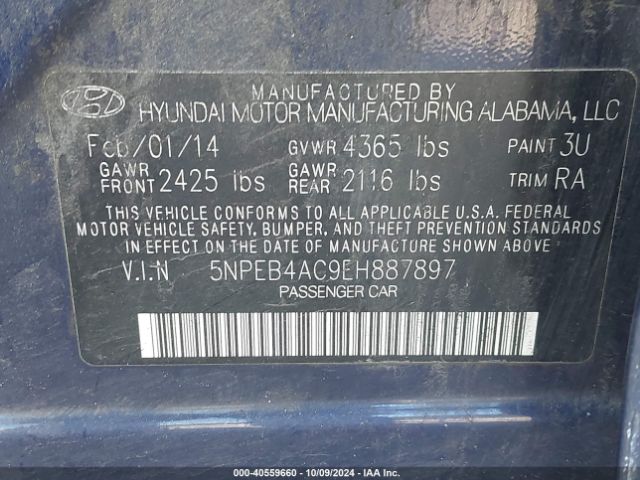 MANUFACTURED BY
HYUNDAI MOTOR MANUFACTURING ALABAMA, LLC
Feb/01/14 GVWR 4365 lbs PAINT 3U
GAWR FRONT 2425 lbs GAWR REAR 2116 lbs TRIM RA
THIS VEHICLE CONFORMS TO ALL APPLICABLE U.S.A. FEDERAL
MOTOR VEHICLE SAFETY, BUMPER, AND THEFT PREVENTION STANDARDS
IN EFFECT ON THE DATE OF MANUFACTURE SHOWN ABOVE.
V.I.N 5NPEB4AC9EH887897
PASSENGER CAR
000-40559660 - 10/09/2024 - IAA Inc.